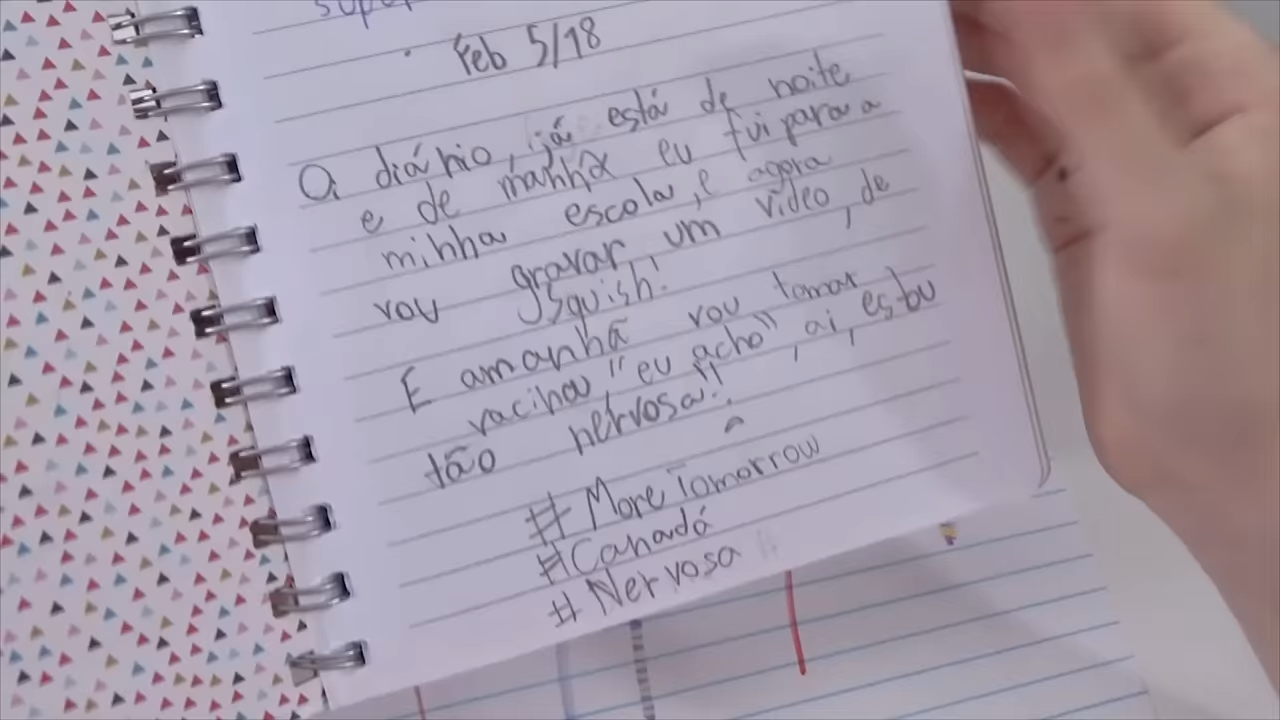 Feb 5/18
O diário, já está de noite
e de manhã eu fui para a
minha escola, e agora
vou gravar um vídeo, de
Squish!
E amanhã vou tomar
vacina, "eu acho", ai, estou
tão nervosa!!
# More Tomorrow
#Canadá
# Nervosa